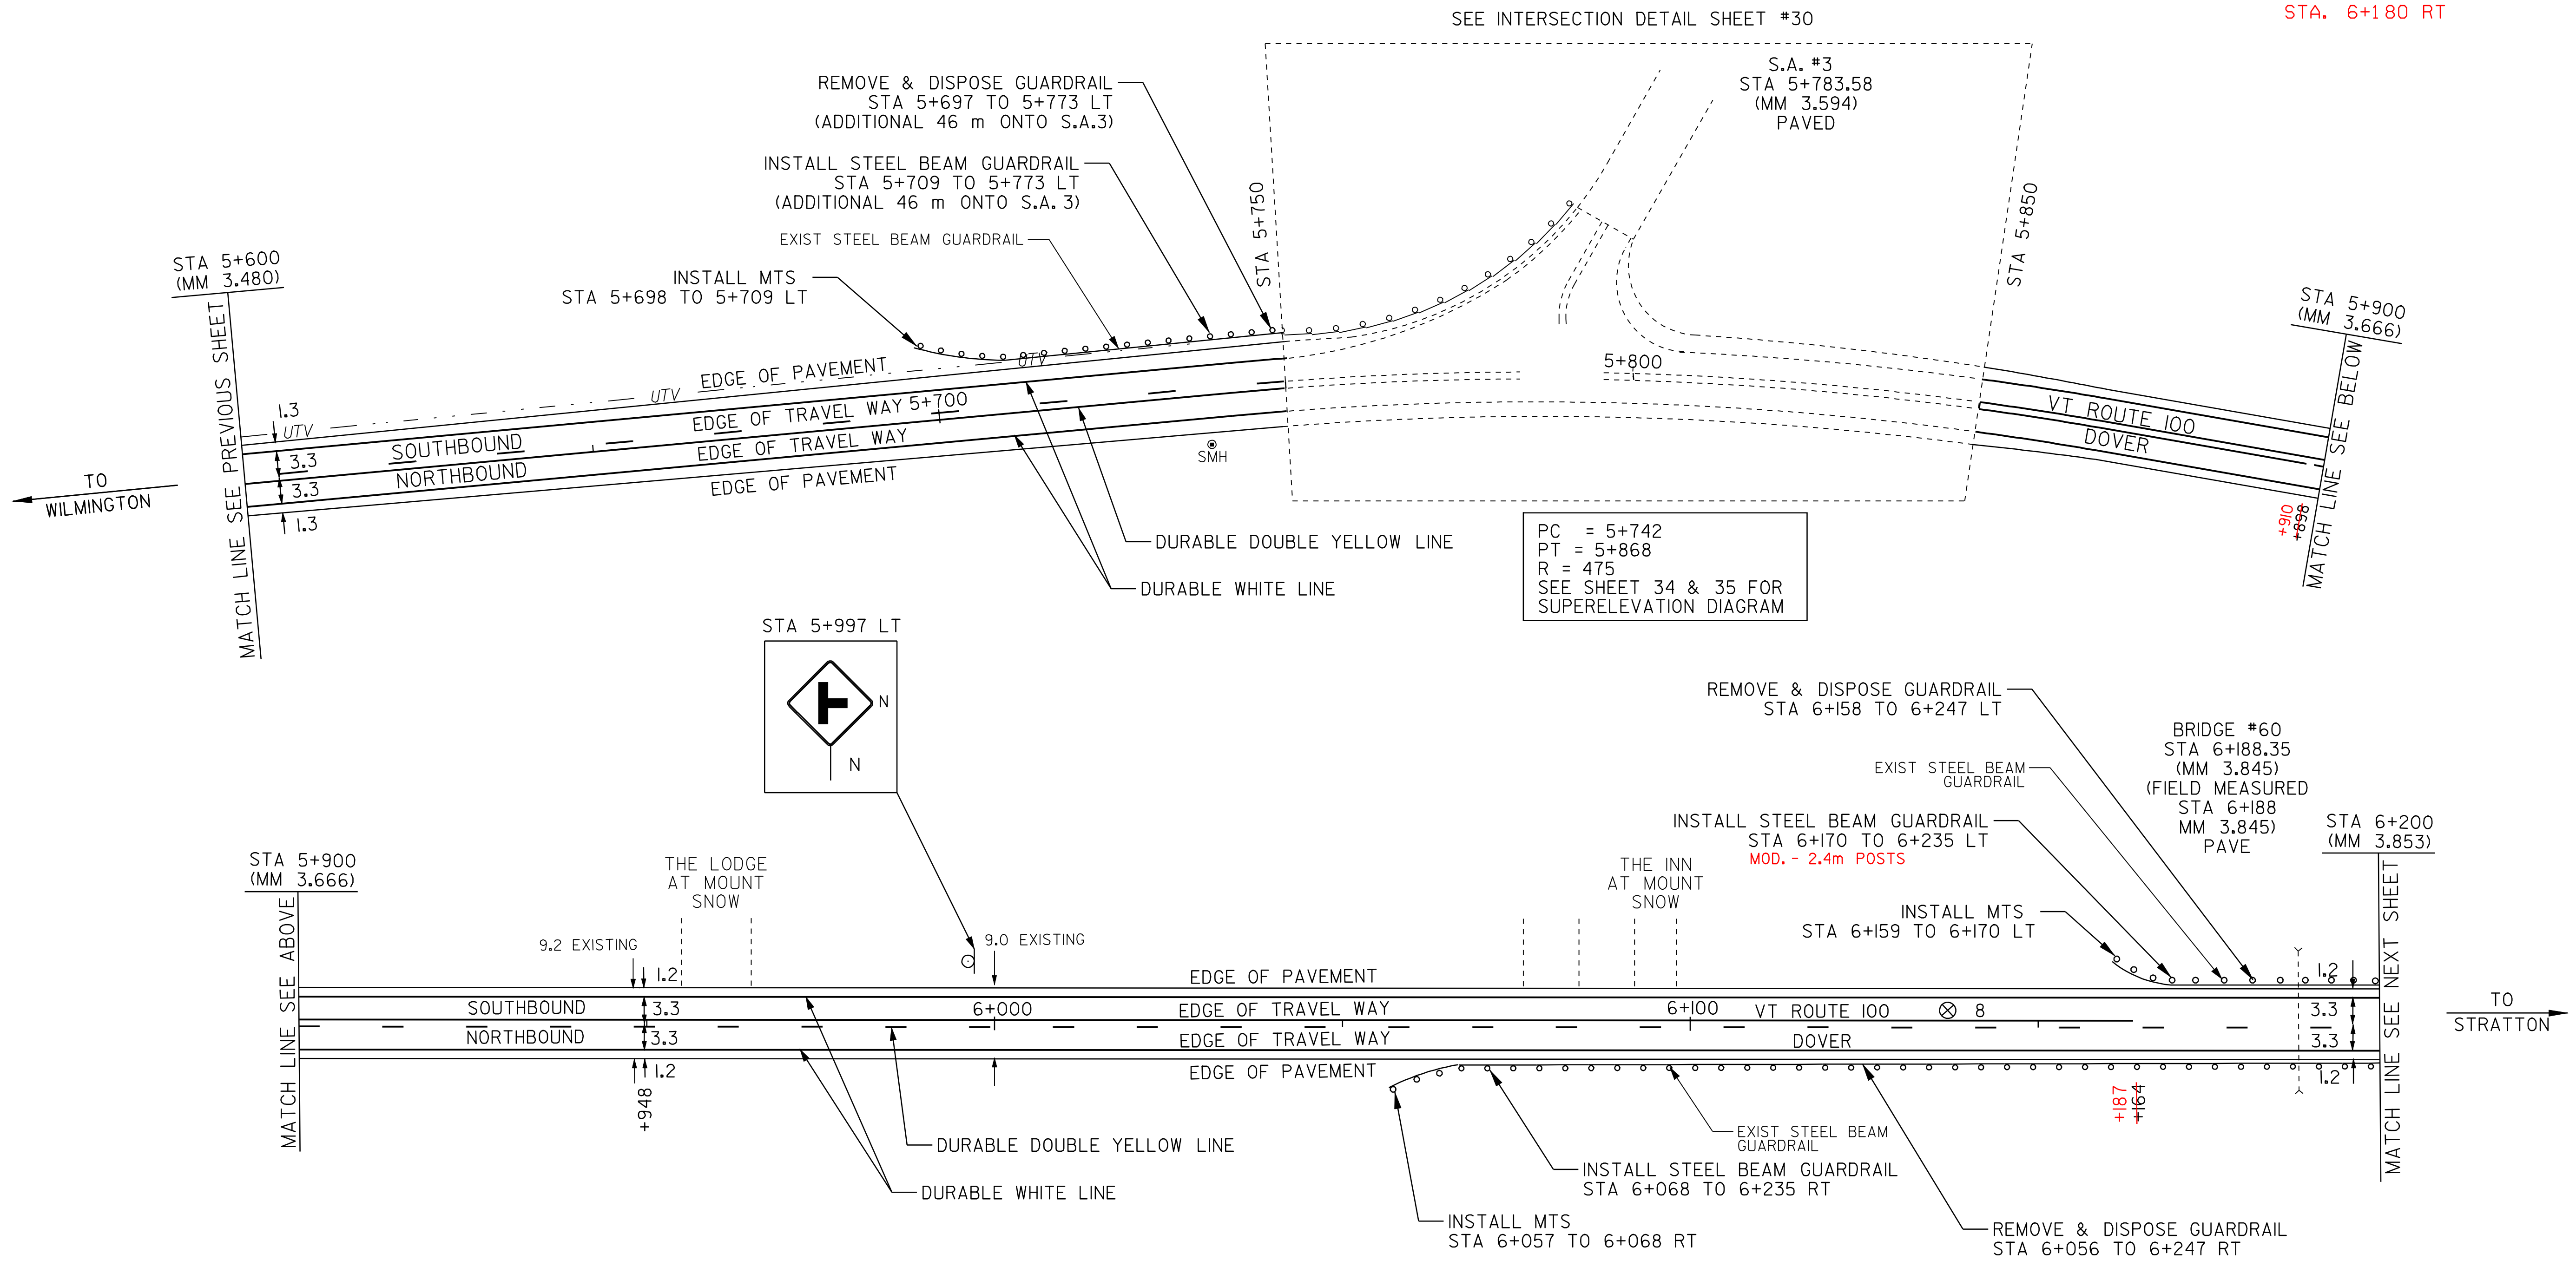 SEE INTERSECTION DETAIL SHEET #30
STA. 6+180 RT
REMOVE & DISPOSE GUARDRAIL
STA 5+697 TO 5+773 LT
(ADDITIONAL 46 m ONTO S.A.3)
S.A. #3
STA 5+783.58
(MM 3.594)
PAVED
INSTALL STEEL BEAM GUARDRAIL
STA 5+709 TO 5+773 LT
(ADDITIONAL 46 m ONTO S.A. 3)
EXIST STEEL BEAM GUARDRAIL
INSTALL MTS
STA 5+698 TO 5+709 LT
STA 5+600
(MM 3.480)
MATCH LINE SEE PREVIOUS SHEET
STA 5+750
STA 5+850
STA 5+900
(MM 3.666)
MATCH LINE SEE BELOW
UTV
UTV
UTV
EDGE OF PAVEMENT
EDGE OF TRAVEL WAY 5+700
EDGE OF TRAVEL WAY
EDGE OF PAVEMENT
1.3
3.3
3.3
1.3
SOUTHBOUND
NORTHBOUND
5+800
VT ROUTE 100
DOVER
SMH
TO
WILMINGTON
+910
+898
DURABLE DOUBLE YELLOW LINE
DURABLE WHITE LINE
PC = 5+742
PT = 5+868
R = 475
SEE SHEET 34 & 35 FOR
SUPERELEVATION DIAGRAM
STA 5+997 LT
N
N
REMOVE & DISPOSE GUARDRAIL
STA 6+158 TO 6+247 LT
EXIST STEEL BEAM
GUARDRAIL
BRIDGE #60
STA 6+188.35
(MM 3.845)
(FIELD MEASURED
STA 6+188
MM 3.845)
PAVE
INSTALL STEEL BEAM GUARDRAIL
STA 6+170 TO 6+235 LT
MOD. - 2.4m POSTS
STA 6+200
(MM 3.853)
INSTALL MTS
STA 6+159 TO 6+170 LT
STA 5+900
(MM 3.666)
MATCH LINE SEE ABOVE
THE LODGE
AT MOUNT
SNOW
THE INN
AT MOUNT
SNOW
9.2 EXISTING
9.0 EXISTING
1.2
3.3
3.3
1.2
SOUTHBOUND
NORTHBOUND
6+000
EDGE OF PAVEMENT
EDGE OF TRAVEL WAY
EDGE OF TRAVEL WAY
EDGE OF PAVEMENT
6+100
VT ROUTE 100
8
DOVER
1.2
3.3
3.3
1.2
MATCH LINE SEE NEXT SHEET
TO
STRATTON
+948
+187
+164
DURABLE DOUBLE YELLOW LINE
DURABLE WHITE LINE
EXIST STEEL BEAM
GUARDRAIL
INSTALL STEEL BEAM GUARDRAIL
STA 6+068 TO 6+235 RT
INSTALL MTS
STA 6+057 TO 6+068 RT
REMOVE & DISPOSE GUARDRAIL
STA 6+056 TO 6+247 RT